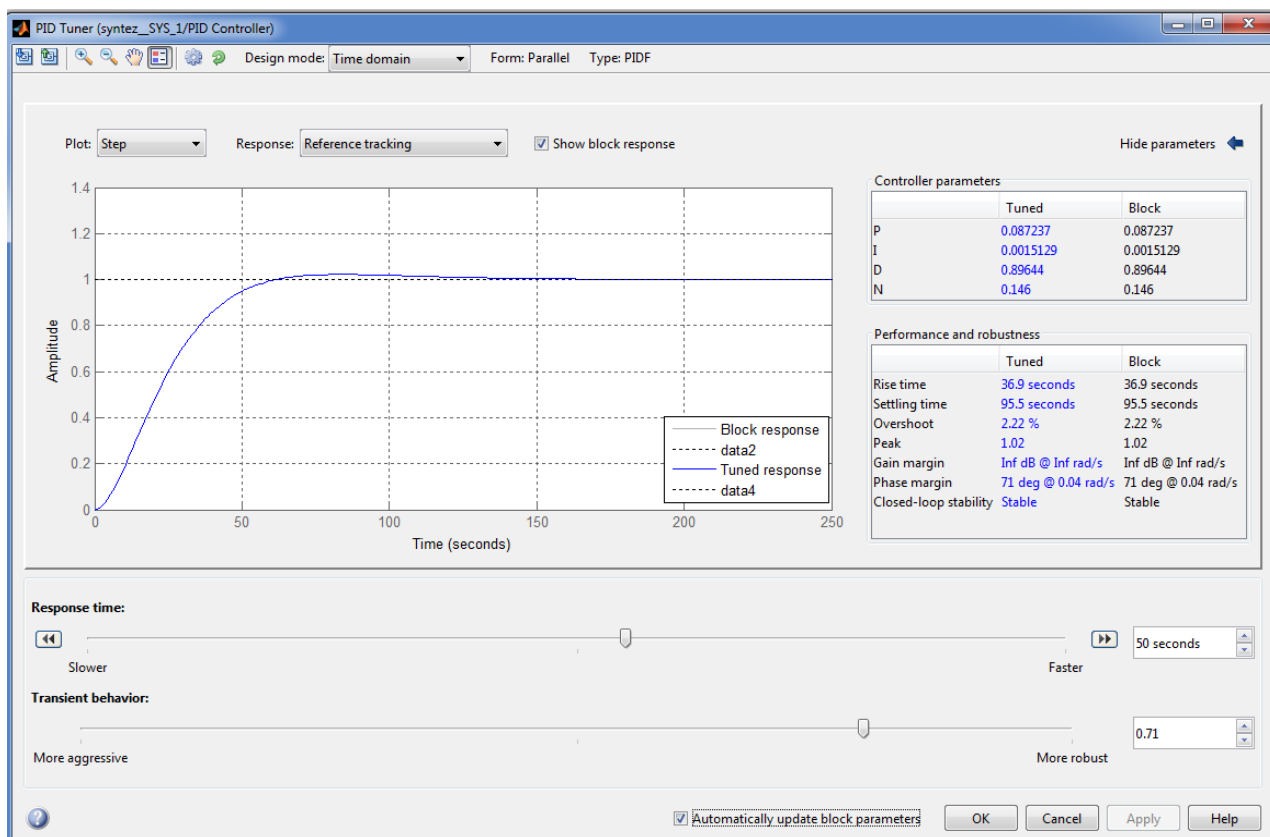 PID Tuner (syntez__SYS_1/PID Controller)
Design mode: Time domain Form: Parallel Type: PIDF
Plot: Step Response: Reference tracking Show block response Hide parameters
1.4
1.2
1
0.8
0.6
0.4
0.2
0
Amplitude
0 50 100 150 200 250
Time (seconds)
Block response
data2
Tuned response
data4
Controller parameters
Tuned Block
P 0.087237 0.087237
I 0.0015129 0.0015129
D 0.89644 0.89644
N 0.146 0.146
Performance and robustness
Tuned Block
Rise time 36.9 seconds 36.9 seconds
Settling time 95.5 seconds 95.5 seconds
Overshoot 2.22 % 2.22 %
Peak 1.02 1.02
Gain margin Inf dB @ Inf rad/s Inf dB @ Inf rad/s
Phase margin 71 deg @ 0.04 rad/s 71 deg @ 0.04 rad/s
Closed-loop stability Stable Stable
Response time:
50 seconds
Slower Faster
Transient behavior:
0.71
More aggressive More robust
Automatically update block parameters OK Cancel Apply Help